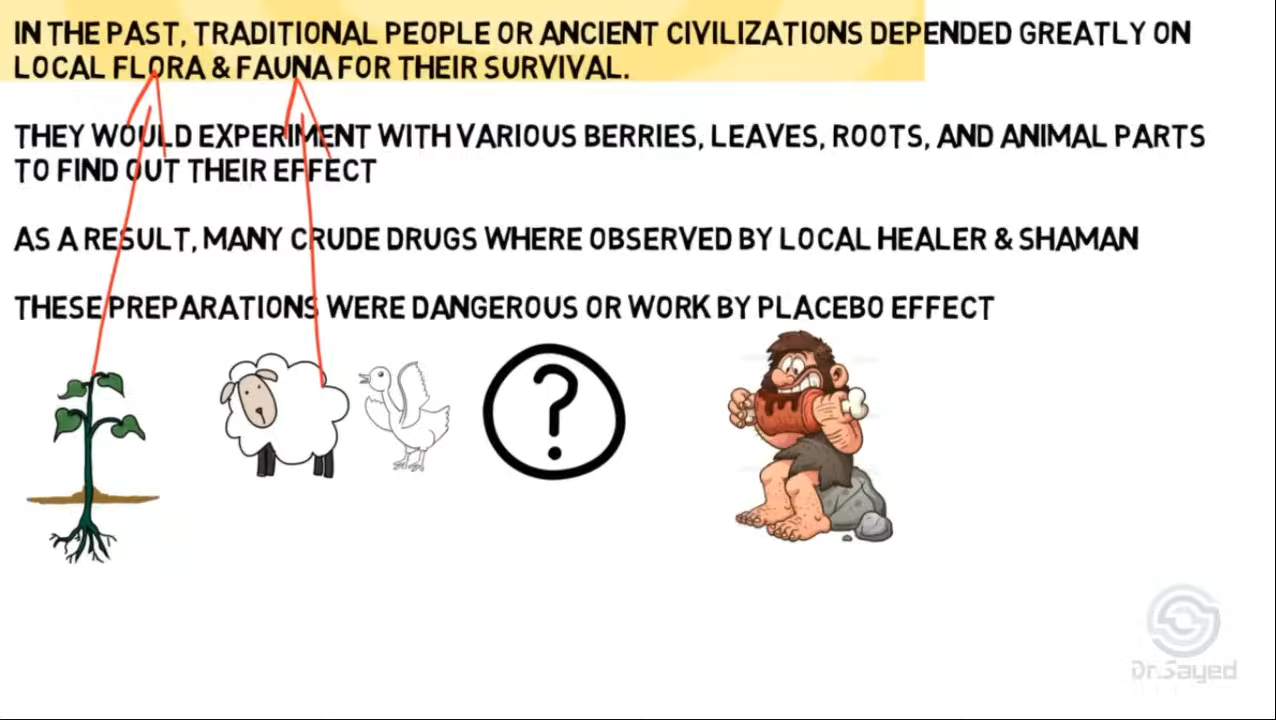 IN THE PAST, TRADITIONAL PEOPLE OR ANCIENT CIVILIZATIONS DEPENDED GREATLY ON
LOCAL FLORA & FAUNA FOR THEIR SURVIVAL.
THEY WOULD EXPERIMENT WITH VARIOUS BERRIES, LEAVES, ROOTS, AND ANIMAL PARTS
TO FIND OUT THEIR EFFECT
AS A RESULT, MANY CRUDE DRUGS WHERE OBSERVED BY LOCAL HEALER & SHAMAN
THESE PREPARATIONS WERE DANGEROUS OR WORK BY PLACEBO EFFECT
?
Dr.Sayed